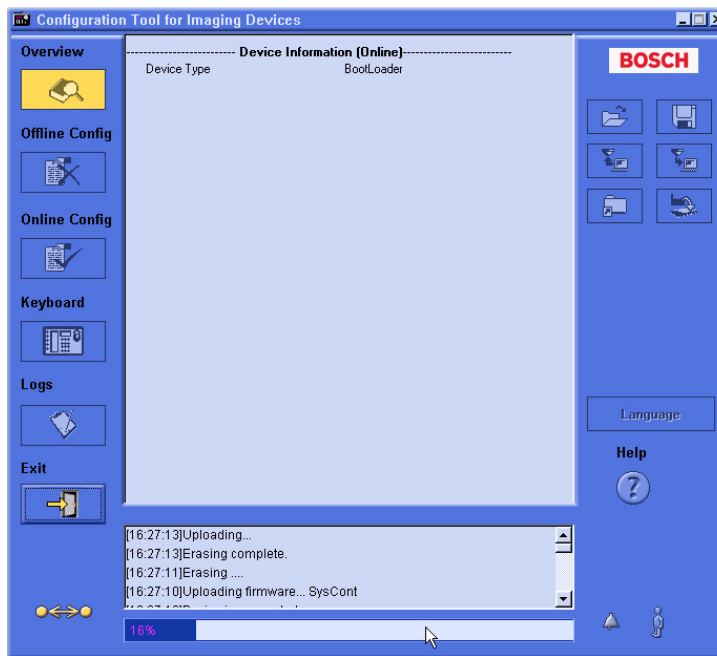 Configuration Tool for Imaging Devices
Overview
Offline Config
Online Config
Keyboard
Logs
Exit
--------------------------- Device Information (Online)---------------------------
Device Type BootLoader
[16:27:13]Uploading...
[16:27:13]Erasing complete.
[16:27:11]Erasing ....
[16:27:10]Uploading firmware... SysCont
16%
BOSCH
Language
Help
?